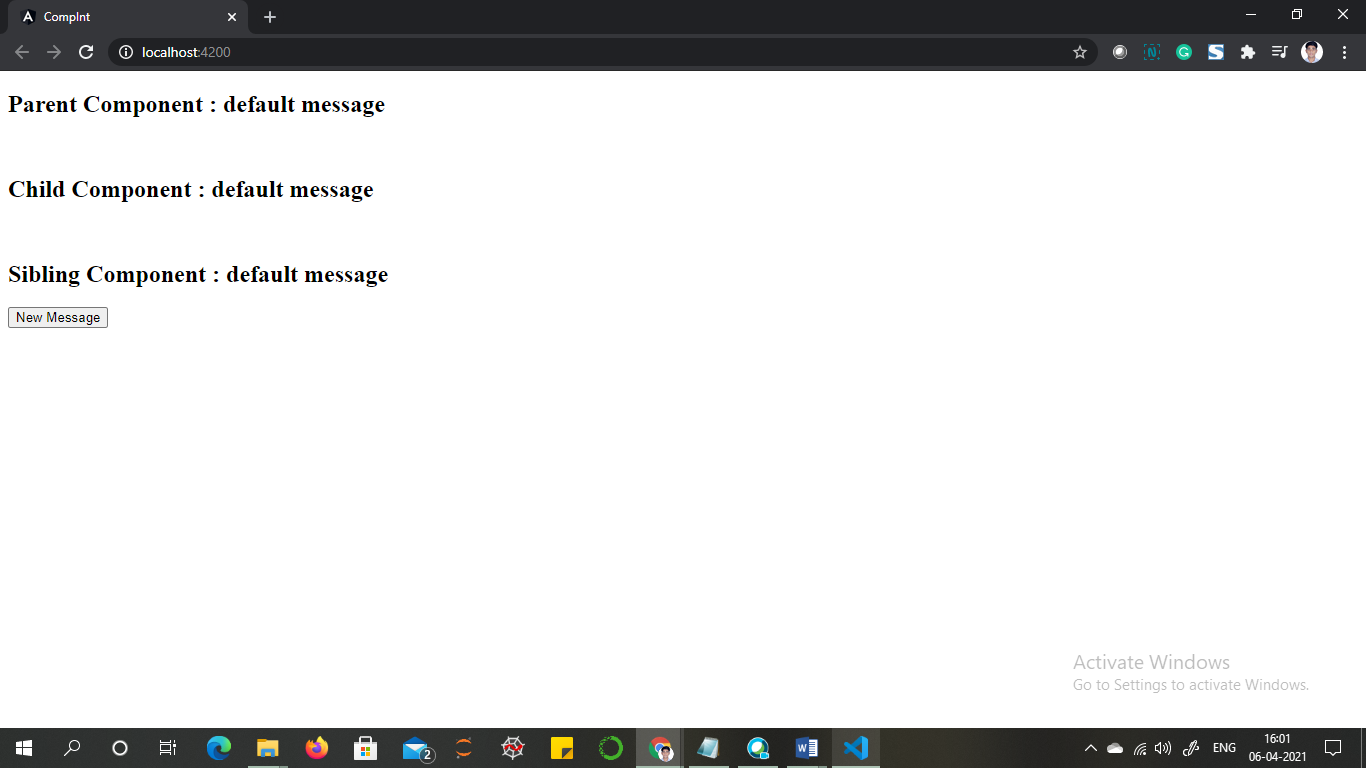 CompInt
localhost:4200
Parent Component : default message
Child Component : default message
Sibling Component : default message
New Message
Activate Windows
Go to Settings to activate Windows.
2
ENG
16:01
06-04-2021